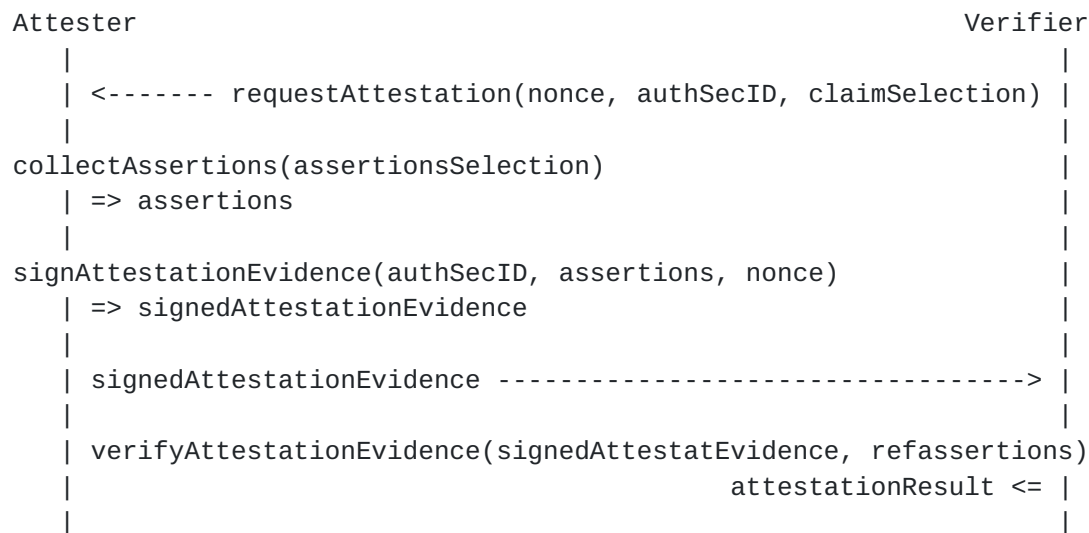 Attester                                                     Verifier
   |                                                               |
   | <------- requestAttestation(nonce, authSecID, claimSelection) |
   |                                                               |
collectAssertions(assertionsSelection)                             |
   | => assertions                                                 |
   |                                                               |
signAttestationEvidence(authSecID, assertions, nonce)              |
   | => signedAttestationEvidence                                  |
   |                                                               |
   | signedAttestationEvidence ----------------------------------> |
   |                                                               |
   | verifyAttestationEvidence(signedAttestatEvidence, refassertions)
   |                                          attestationResult <= |
   |                                                               |